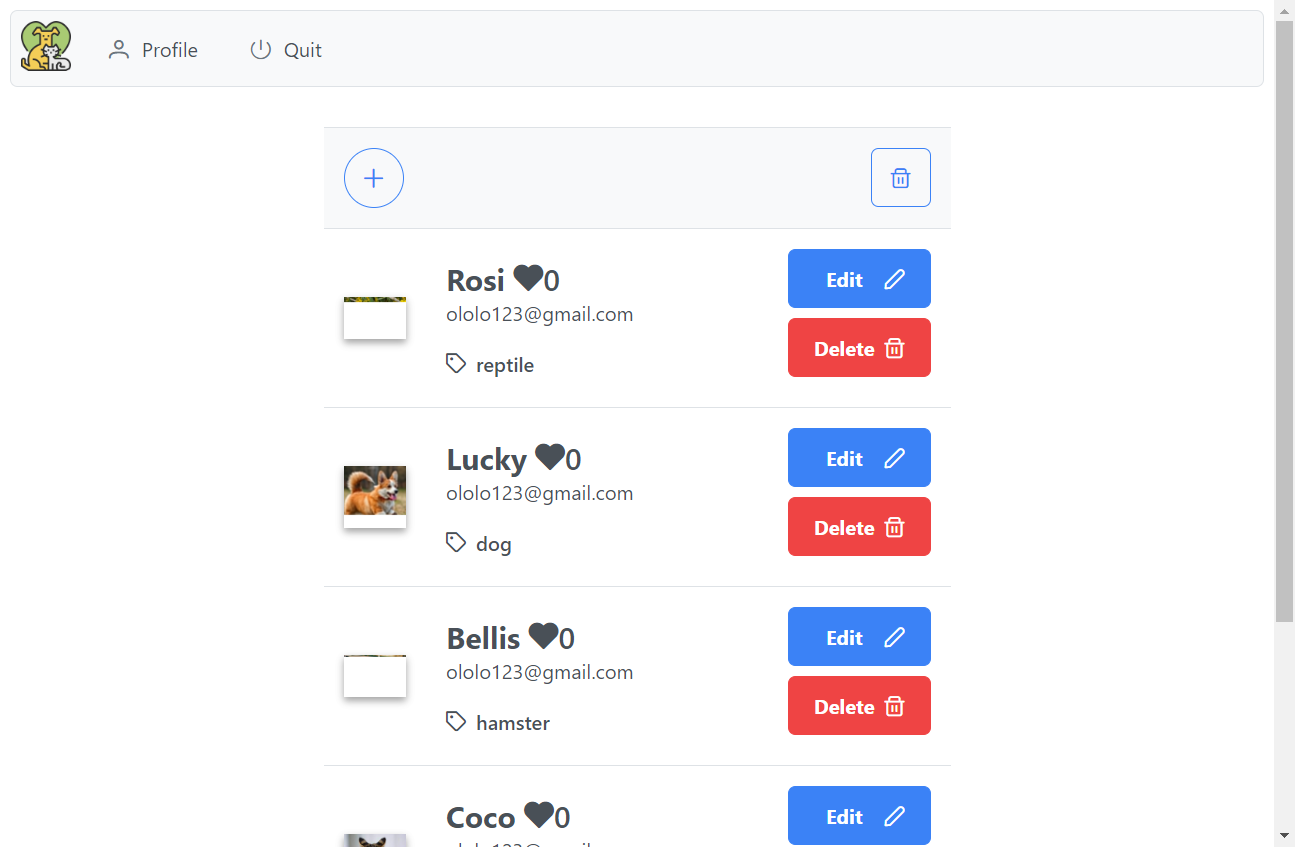 Profile
Quit
Rosi 0
ololo123@gmail.com
reptile
Edit
Delete
Lucky 0
ololo123@gmail.com
dog
Edit
Delete
Bellis 0
ololo123@gmail.com
hamster
Edit
Delete
Coco 0
Edit